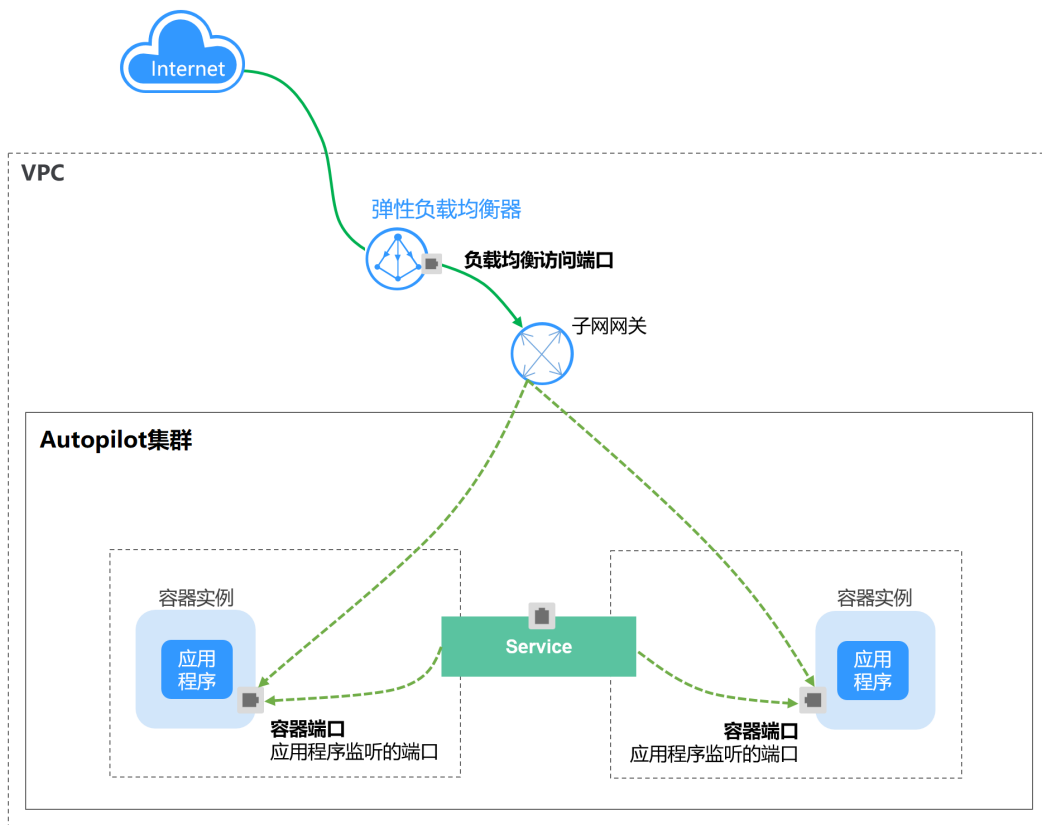 Internet
VPC
弹性负载均衡器
负载均衡访问端口
子网网关
Autopilot集群
容器实例
应用
程序
容器端口
应用程序监听的端口
Service
容器实例
应用
程序
容器端口
应用程序监听的端口